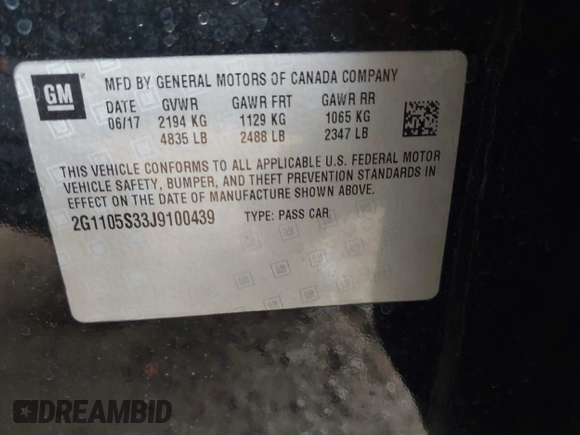 GM
MFD BY GENERAL MOTORS OF CANADA COMPANY
DATE GVWR GAWR FRT GAWR RR
06/17 2194 KG 1129 KG 1065 KG
4835 LB 2488 LB 2347 LB
THIS VEHICLE CONFORMS TO ALL APPLICABLE U.S. FEDERAL MOTOR
VEHICLE SAFETY, BUMPER, AND THEFT PREVENTION STANDARDS IN
EFFECT ON THE DATE OF MANUFACTURE SHOWN ABOVE.
2G1105S33J9100439 TYPE: PASS CAR
DREAMBID